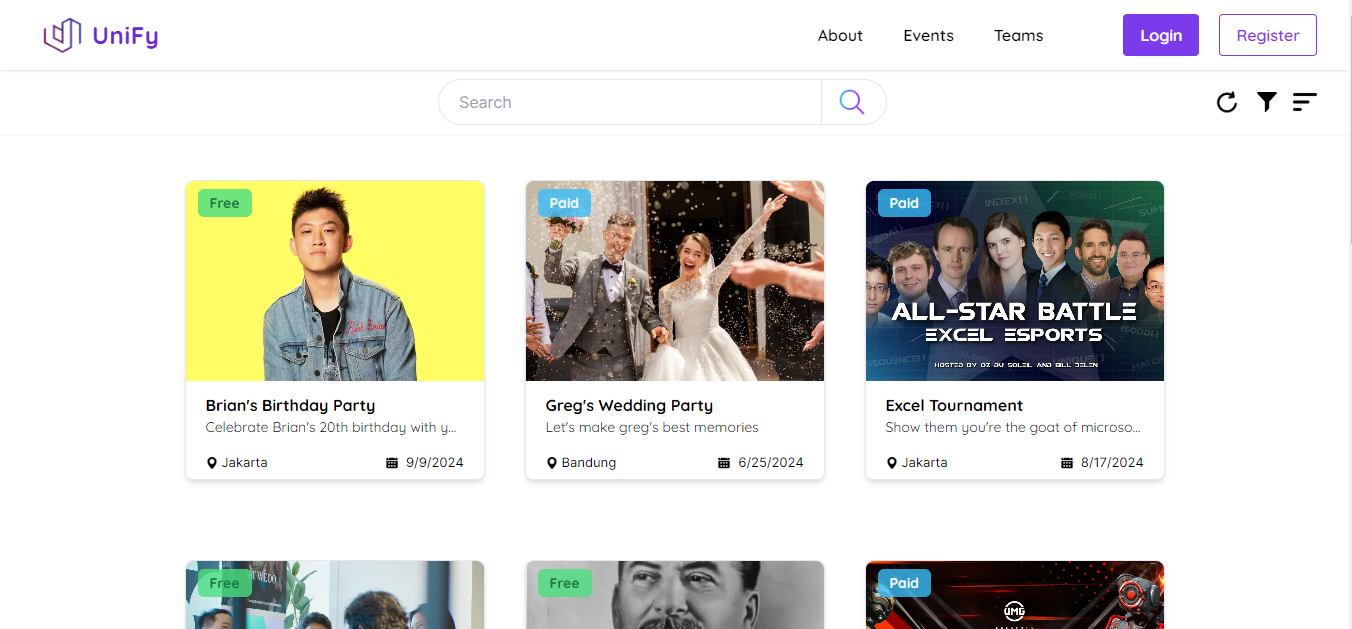 UniFy
About
Events
Teams
Login
Register
Search
Free
Brian's Birthday Party
Celebrate Brian's 20th birthday with y...
Jakarta
9/9/2024
Paid
Greg's Wedding Party
Let's make greg's best memories
Bandung
6/25/2024
Paid
INDEX()
ALL-STAR BATTLE
EXCEL ESPORTS
HOSTED BY OZ DU SOLEIL AND BILL JELEN
Excel Tournament
Show them you're the goat of microso...
Jakarta
8/17/2024
Free
Free
Paid
UMG